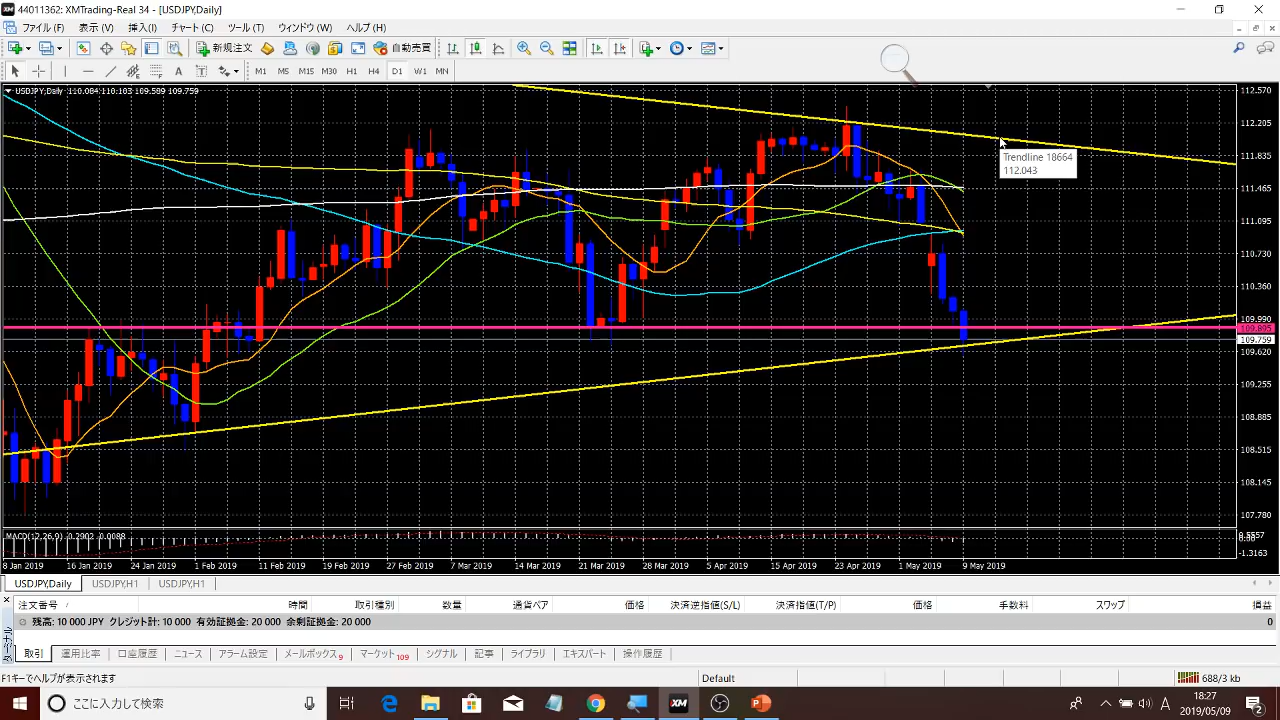 44011362: XMTrading-Real 34 - [USDJPY,Daily]
ファイル (F) 表示 (V) 挿入(I) チャート(C) ツール(T) ウィンドウ(W) ヘルプ(H)
新規注文 自動売買
A T M1 M5 M15 M30 H1 H4 D1 W1 MN
USDJPY,Daily 110.084 110.103 109.589 109.759
112.570
112.205
111.835
111.460
111.095
110.730
110.360
109.990
109.895
109.759
109.620
109.250
108.885
108.515
108.145
107.780
Trendline 18664
112.043
MACD(12,26,9) -0.2902 -0.0088
0.00
-1.3163
8 Jan 2019 16 Jan 2019 24 Jan 2019 1 Feb 2019 11 Feb 2019 19 Feb 2019 27 Feb 2019 7 Mar 2019 14 Mar 2019 21 Mar 2019 28 Mar 2019 5 Apr 2019 15 Apr 2019 23 Apr 2019 1 May 2019 9 May 2019
USDJPY,Daily USDJPY,H1 USDJPY,H1
注文番号 / 時間 取引種別 数量 通貨ペア 価格 決済逆指値(S/L) 決済指値(T/P) 価格 手数料 スワップ 損益
残高: 10 000 JPY クレジット計: 10 000 有効証拠金: 20 000 余剰証拠金: 20 000 0
取引 運用比率 口座履歴 ニュース アラーム設定 メールボックス 9 マーケット 109 シグナル 記事 ライブラリ エキスパート 操作履歴
F1キーでヘルプが表示されます Default 688/3 kb
ここに入力して検索 XM A 18:27
2019/05/09 2